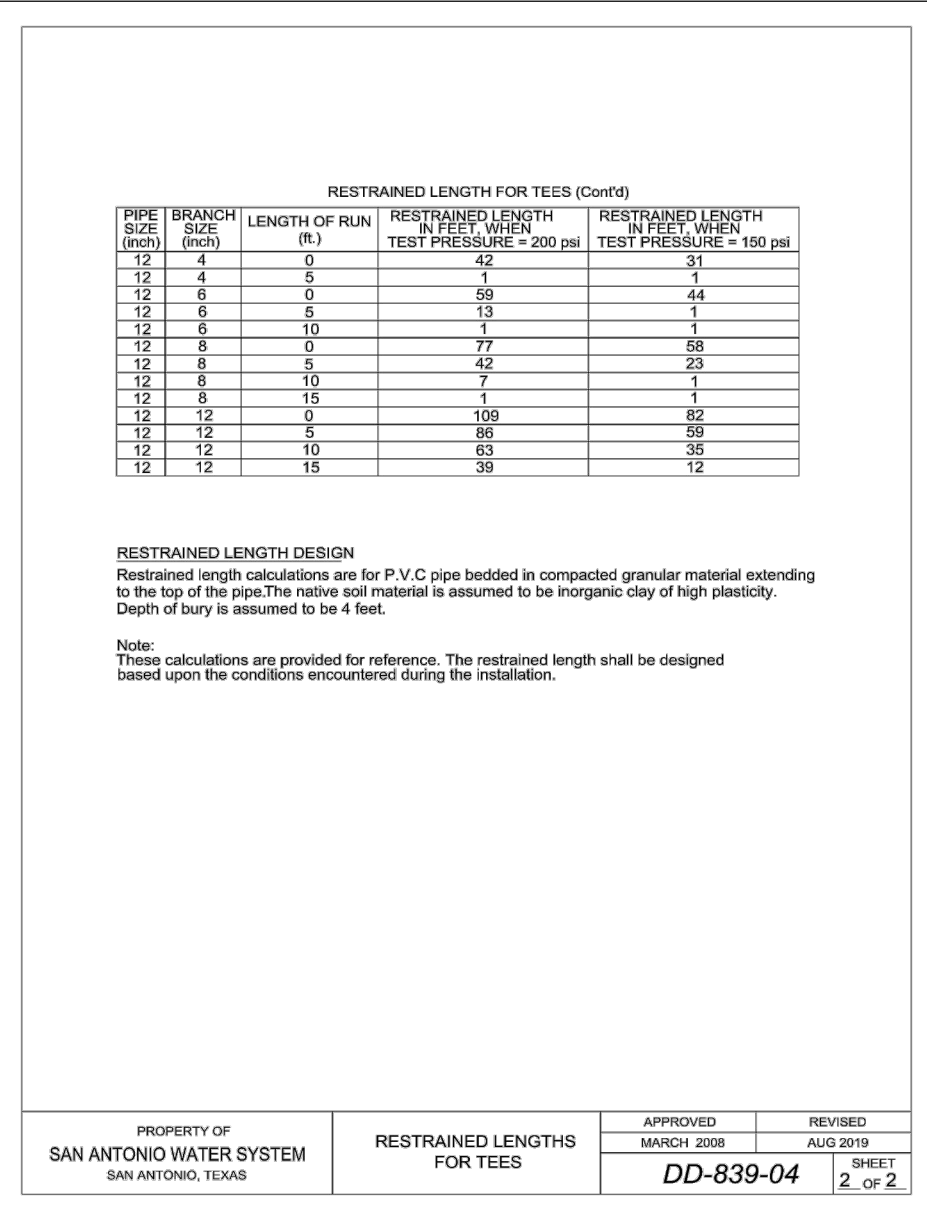 RESTRAINED LENGTH FOR TEES (Cont'd)
PIPE SIZE (inch) BRANCH SIZE (inch) LENGTH OF RUN (ft.) RESTRAINED LENGTH IN FEET, WHEN TEST PRESSURE = 200 psi RESTRAINED LENGTH IN FEET, WHEN TEST PRESSURE = 150 psi
12 4 0 42 31
12 4 5 1 1
12 6 0 59 44
12 6 5 13 1
12 6 10 1 1
12 8 0 77 58
12 8 5 42 23
12 8 10 7 1
12 8 15 1 1
12 12 0 109 82
12 12 5 86 59
12 12 10 63 35
12 12 15 39 12
RESTRAINED LENGTH DESIGN
Restrained length calculations are for P.V.C pipe bedded in compacted granular material extending
to the top of the pipe.The native soil material is assumed to be inorganic clay of high plasticity.
Depth of bury is assumed to be 4 feet.
Note:
These calculations are provided for reference. The restrained length shall be designed
based upon the conditions encountered during the installation.
PROPERTY OF
SAN ANTONIO WATER SYSTEM
SAN ANTONIO, TEXAS
RESTRAINED LENGTHS
FOR TEES
APPROVED
MARCH 2008
REVISED
AUG 2019
DD-839-04
SHEET
2 OF 2